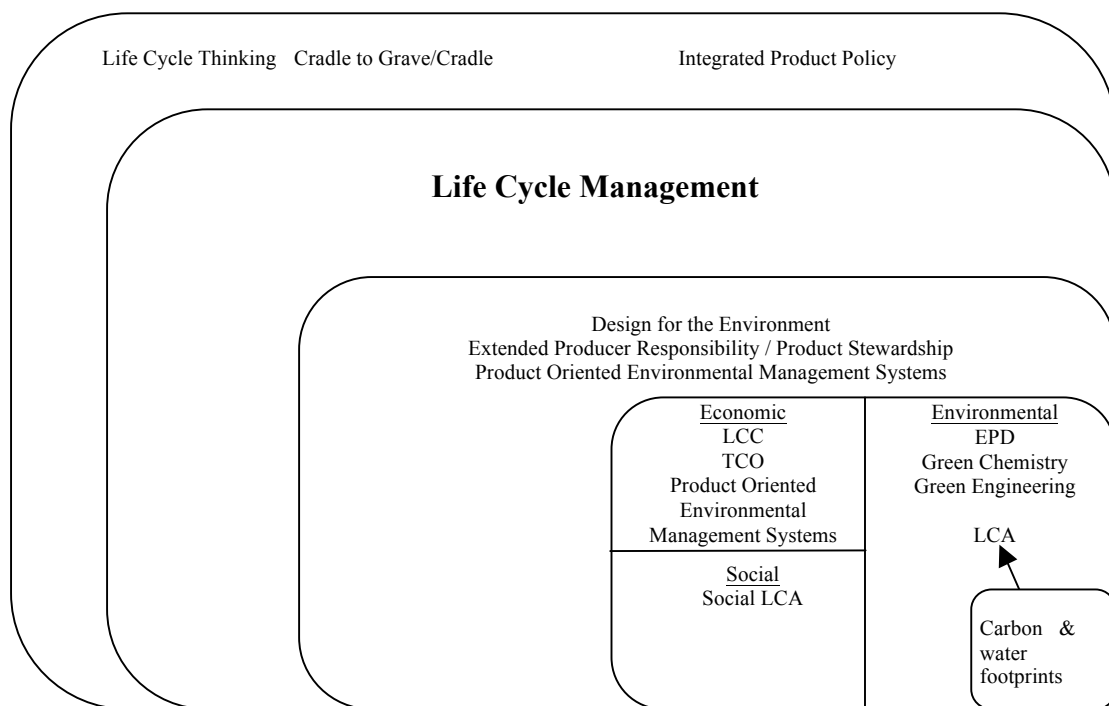 Life Cycle Thinking Cradle to Grave/Cradle Integrated Product Policy
Life Cycle Management
Design for the Environment
Extended Producer Responsibility / Product Stewardship
Product Oriented Environmental Management Systems
Economic
LCC
TCO
Product Oriented
Environmental
Management Systems
Social
Social LCA
Environmental
EPD
Green Chemistry
Green Engineering
LCA
Carbon &
water
footprints